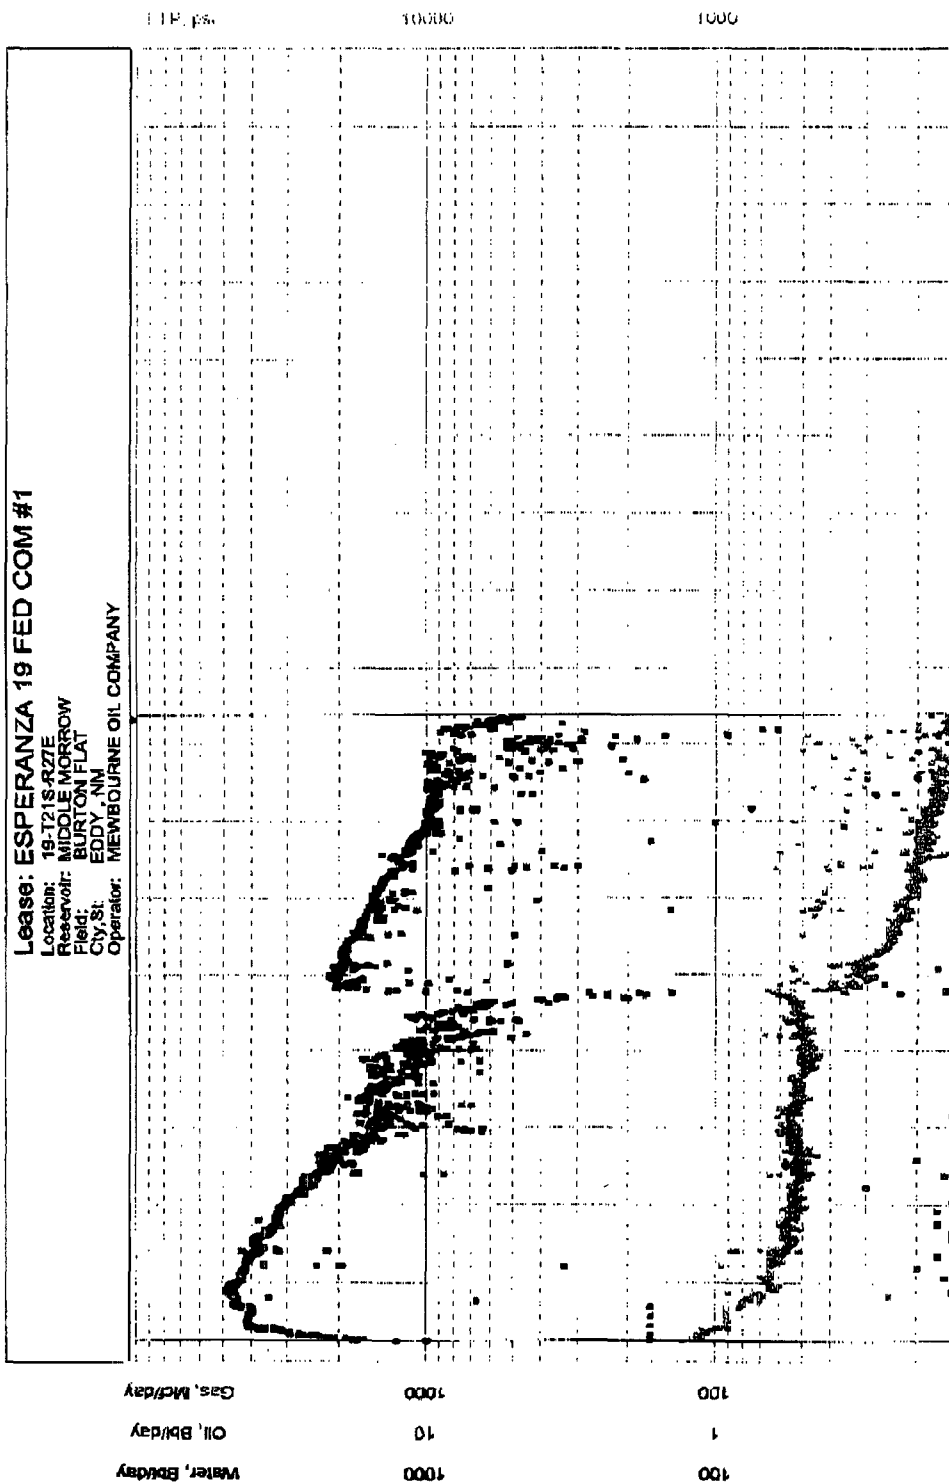 Lease: ESPERANZA 19 FED COM #1
Location: 19-T21S-R27E
Reservoir: MIDDLE MORROW
Field: BURTON FLAT
Cty,St: EDDY, NM
Operator: MEWBOURNE OIL COMPANY
FTP, psi
10000
1000
Gas, Mcf/day
1000
100
Oil, Bbl/day
10
1
Water, Bbl/day
1000
100